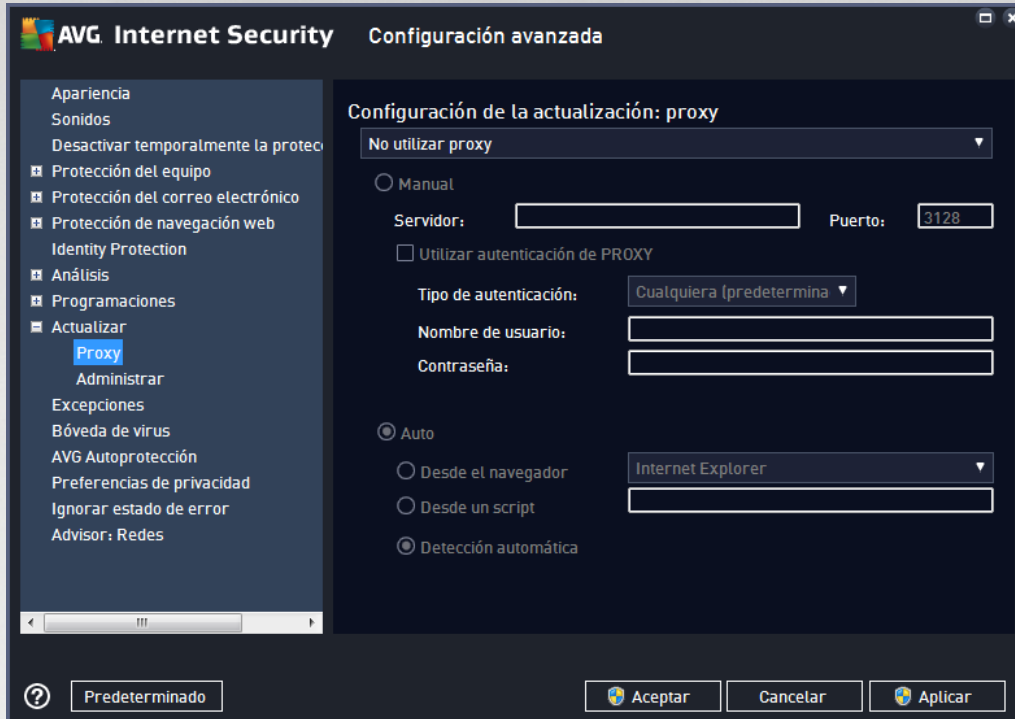 AVG. Internet Security Configuración avanzada
Apariencia
Sonidos
Desactivar temporalmente la protec
Protección del equipo
Protección del correo electrónico
Protección de navegación web
Identity Protection
Análisis
Programaciones
Actualizar
Proxy
Administrar
Excepciones
Bóveda de virus
AVG Autoprotección
Preferencias de privacidad
Ignorar estado de error
Advisor: Redes
Configuración de la actualización: proxy
No utilizar proxy
Manual
Servidor: Puerto: 3128
Utilizar autenticación de PROXY
Tipo de autenticación: Cualquiera (predetermina
Nombre de usuario:
Contraseña:
Auto
Desde el navegador Internet Explorer
Desde un script
Detección automática
? Predeterminado Aceptar Cancelar Aplicar